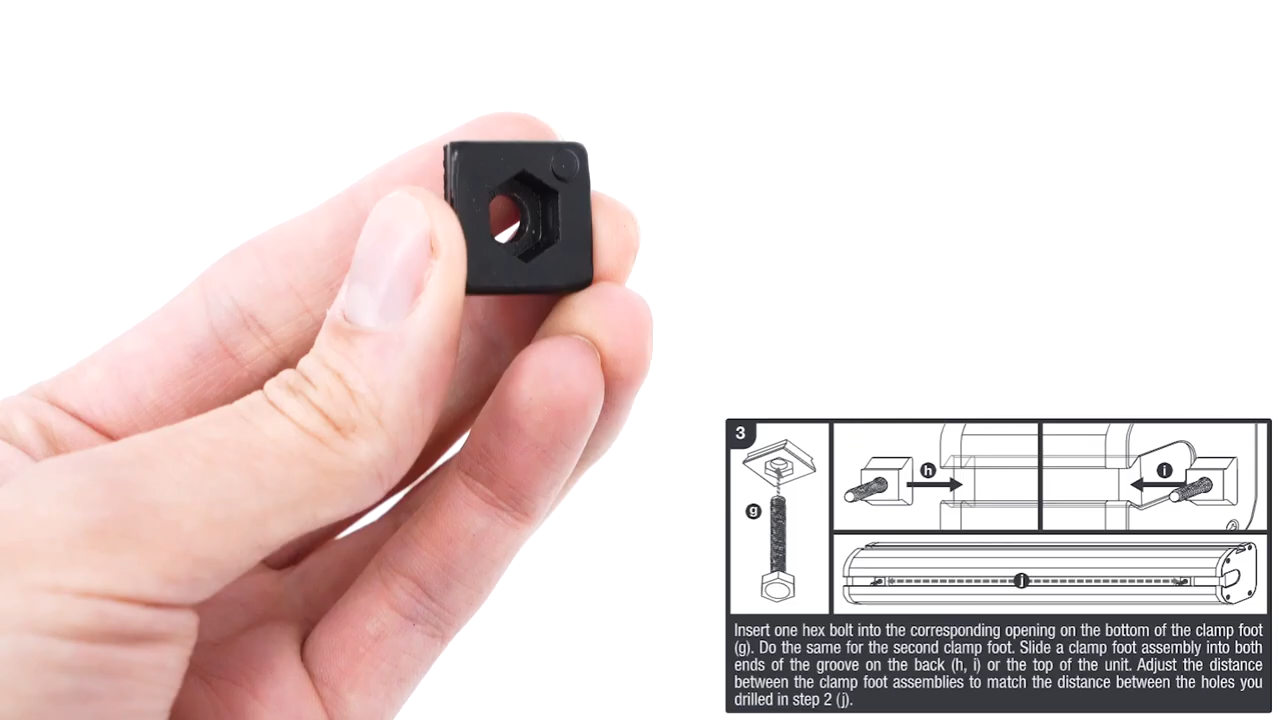 3
h
i
g
j
Insert one hex bolt into the corresponding opening on the bottom of the clamp foot
(g). Do the same for the second clamp foot. Slide a clamp foot assembly into both
ends of the groove on the back (h, i) or the top of the unit. Adjust the distance
between the clamp foot assemblies to match the distance between the holes you
drilled in step 2 (j).